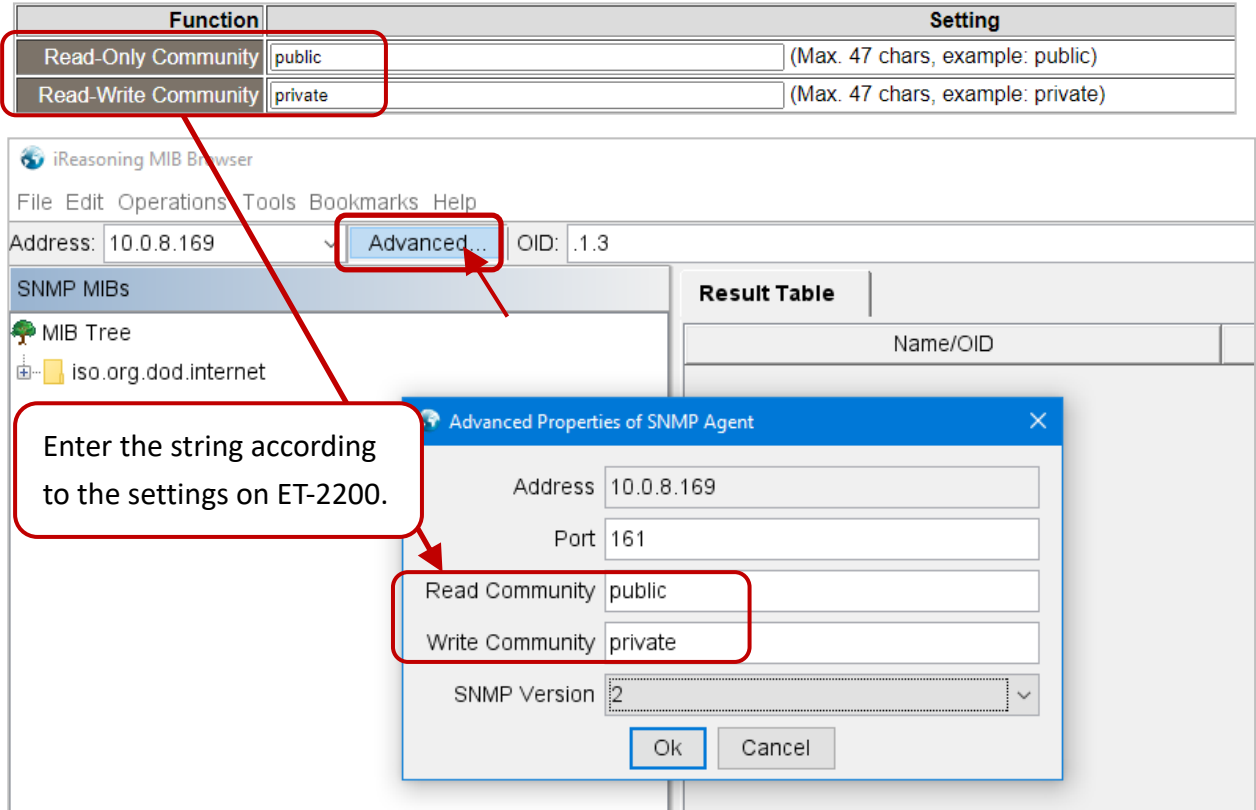 Function Setting
Read-Only Community public (Max. 47 chars, example: public)
Read-Write Community private (Max. 47 chars, example: private)
iReasoning MIB Browser
File Edit Operations Tools Bookmarks Help
Address: 10.0.8.169 Advanced... OID: .1.3
SNMP MIBs
Result Table
MIB Tree
Name/OID
iso.org.dod.internet
Enter the string according
to the settings on ET-2200.
Advanced Properties of SNMP Agent
Address 10.0.8.169
Port 161
Read Community public
Write Community private
SNMP Version 2
Ok Cancel